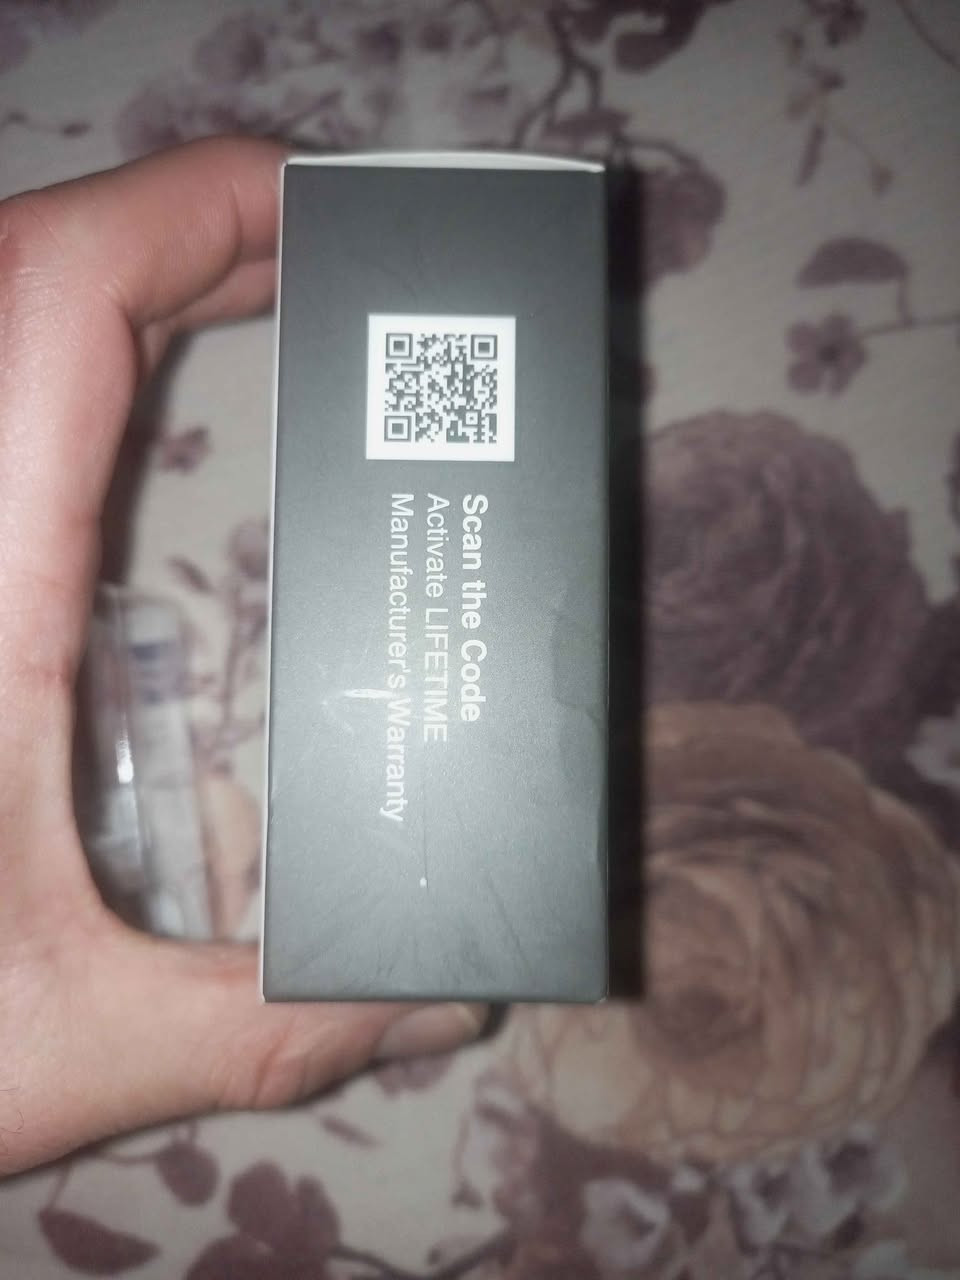 Scan the Code
Activate LIFETIME
Manufacturer's Warranty